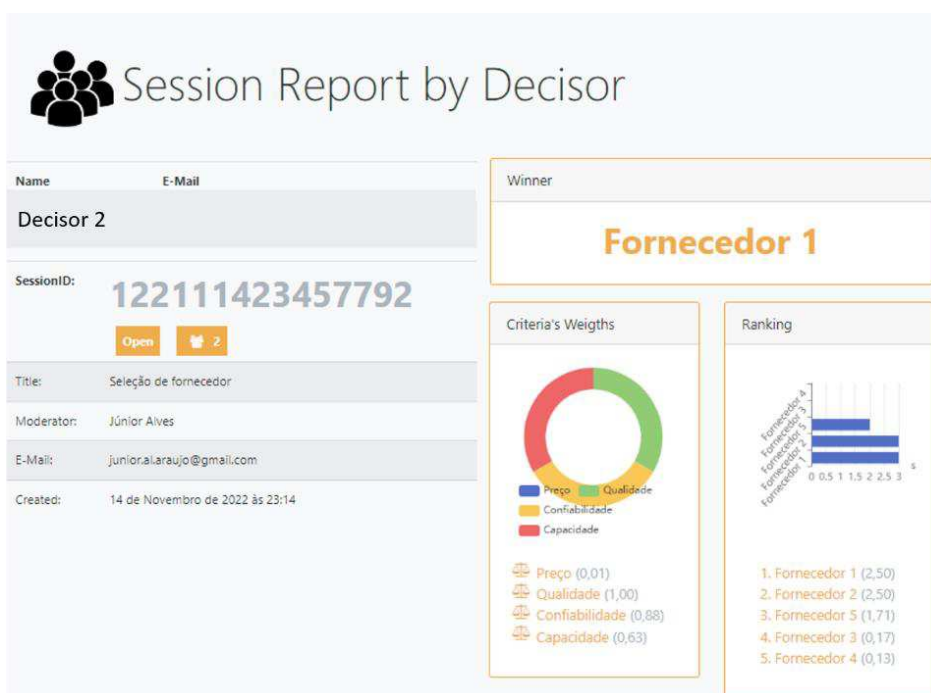 Session Report by Decisor
Name E-Mail
Decisor 2
SessionID: 122111423457792
Open 2
Title: Seleção de fornecedor
Moderator: Júnior Alves
E-Mail: junior.al.araujo@gmail.com
Created: 14 de Novembro de 2022 às 23:14
Winner
Fornecedor 1
Criteria's Weigths
Preço Qualidade
Confiabilidade
Capacidade
Preço (0,01)
Qualidade (1,00)
Confiabilidade (0,88)
Capacidade (0,63)
Ranking
Fornecedor 4
Fornecedor 3
Fornecedor 5
Fornecedor 2
Fornecedor 1
s
0 0.5 1 1.5 2 2.5 3
1. Fornecedor 1 (2,50)
2. Fornecedor 2 (2,50)
3. Fornecedor 5 (1,71)
4. Fornecedor 3 (0,17)
5. Fornecedor 4 (0,13)